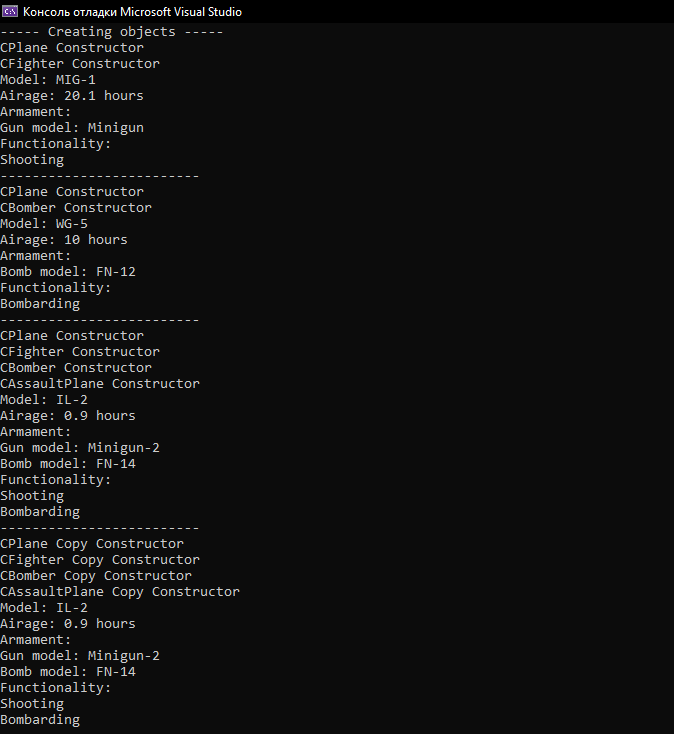 Консоль отладки Microsoft Visual Studio
----- Creating objects -----
CPlane Constructor
CFighter Constructor
Model: MIG-1
Airage: 20.1 hours
Armament:
Gun model: Minigun
Functionality:
Shooting
-------------------------
CPlane Constructor
CBomber Constructor
Model: WG-5
Airage: 10 hours
Armament:
Bomb model: FN-12
Functionality:
Bombarding
-------------------------
CPlane Constructor
CFighter Constructor
CBomber Constructor
CAssaultPlane Constructor
Model: IL-2
Airage: 0.9 hours
Armament:
Gun model: Minigun-2
Bomb model: FN-14
Functionality:
Shooting
Bombarding
-------------------------
CPlane Copy Constructor
CFighter Copy Constructor
CBomber Copy Constructor
CAssaultPlane Copy Constructor
Model: IL-2
Airage: 0.9 hours
Armament:
Gun model: Minigun-2
Bomb model: FN-14
Functionality:
Shooting
Bombarding